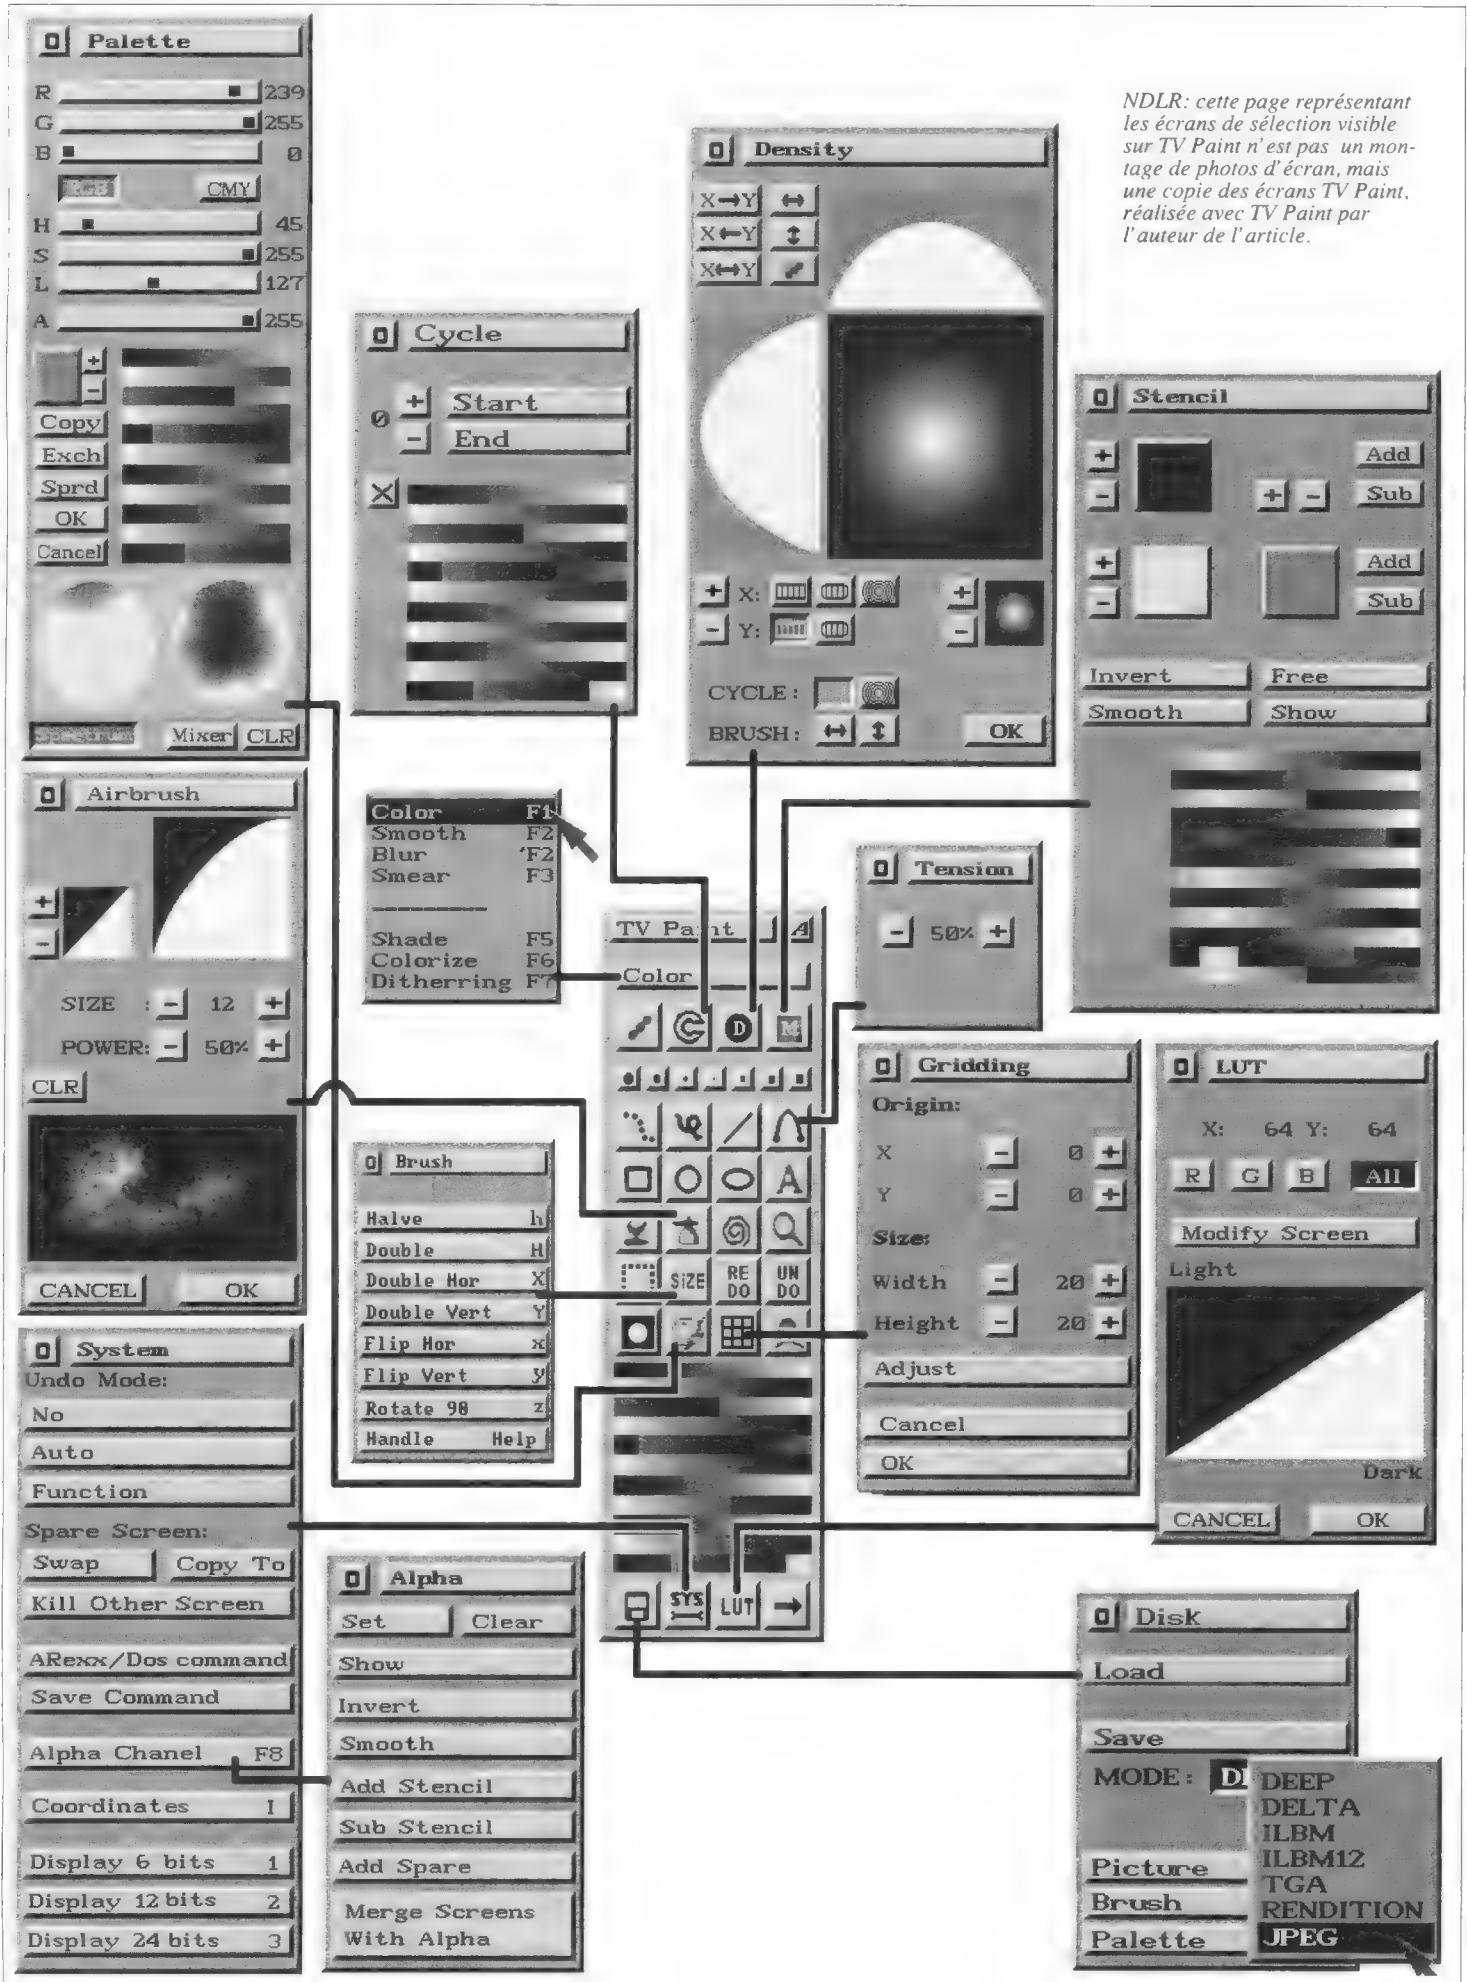 Palette
R 239
G 255
B 0
RGB CMY
H 45
S 255
L 127
A 255
+
-
Copy
Exch
Sprd
OK
Cancel
Mixer CLR
NDLR: cette page représentant
les écrans de sélection visible
sur TV Paint n'est pas un mon-
tage de photos d'écran, mais
une copie des écrans TV Paint,
réalisée avec TV Paint par
l'auteur de l'article.
Density
X→Y ↔
X←Y ↕
X↔Y
+ X: +
- Y: -
CYCLE:
BRUSH: ↔ ↕ OK
Cycle
0 + Start
- End
X
Stencil
+ Add
- + - Sub
+ Add
- Sub
Invert Free
Smooth Show
Airbrush
+
-
SIZE : - 12 +
POWER: - 50% +
CLR
CANCEL OK
Color F1
Smooth F2
Blur 'F2
Smear F3
Shade F5
Colorize F6
Ditherring F7
Tension
- 50% +
TV Paint A
Color
C D M
A
SIZE RE DO UN DO
SYS LUT →
Gridding
Origin:
X - 0 +
Y - 0 +
Size:
Width - 20 +
Height - 20 +
Adjust
Cancel
OK
LUT
X: 64 Y: 64
R G B All
Modify Screen
Light
Dark
CANCEL OK
Brush
Halve h
Double H
Double Hor X
Double Vert Y
Flip Hor x
Flip Vert y
Rotate 90 z
Handle Help
System
Undo Mode:
No
Auto
Function
Spare Screen:
Swap Copy To
Kill Other Screen
ARexx/Dos command
Save Command
Alpha Chanel F8
Coordinates I
Display 6 bits 1
Display 12 bits 2
Display 24 bits 3
Alpha
Set Clear
Show
Invert
Smooth
Add Stencil
Sub Stencil
Add Spare
Merge Screens
With Alpha
Disk
Load
Save
MODE:
DEEP
DELTA
ILBM
ILBM12
TGA
RENDITION
JPEG
Picture
Brush
Palette